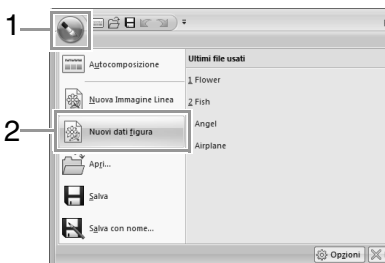 1
2
Autocomposizione
Nuova Immagine Linea
Nuovi dati figura
Apri...
Salva
Salva con nome...
Ultimi file usati
1 Flower
2 Fish
Angel
Airplane
Opzioni